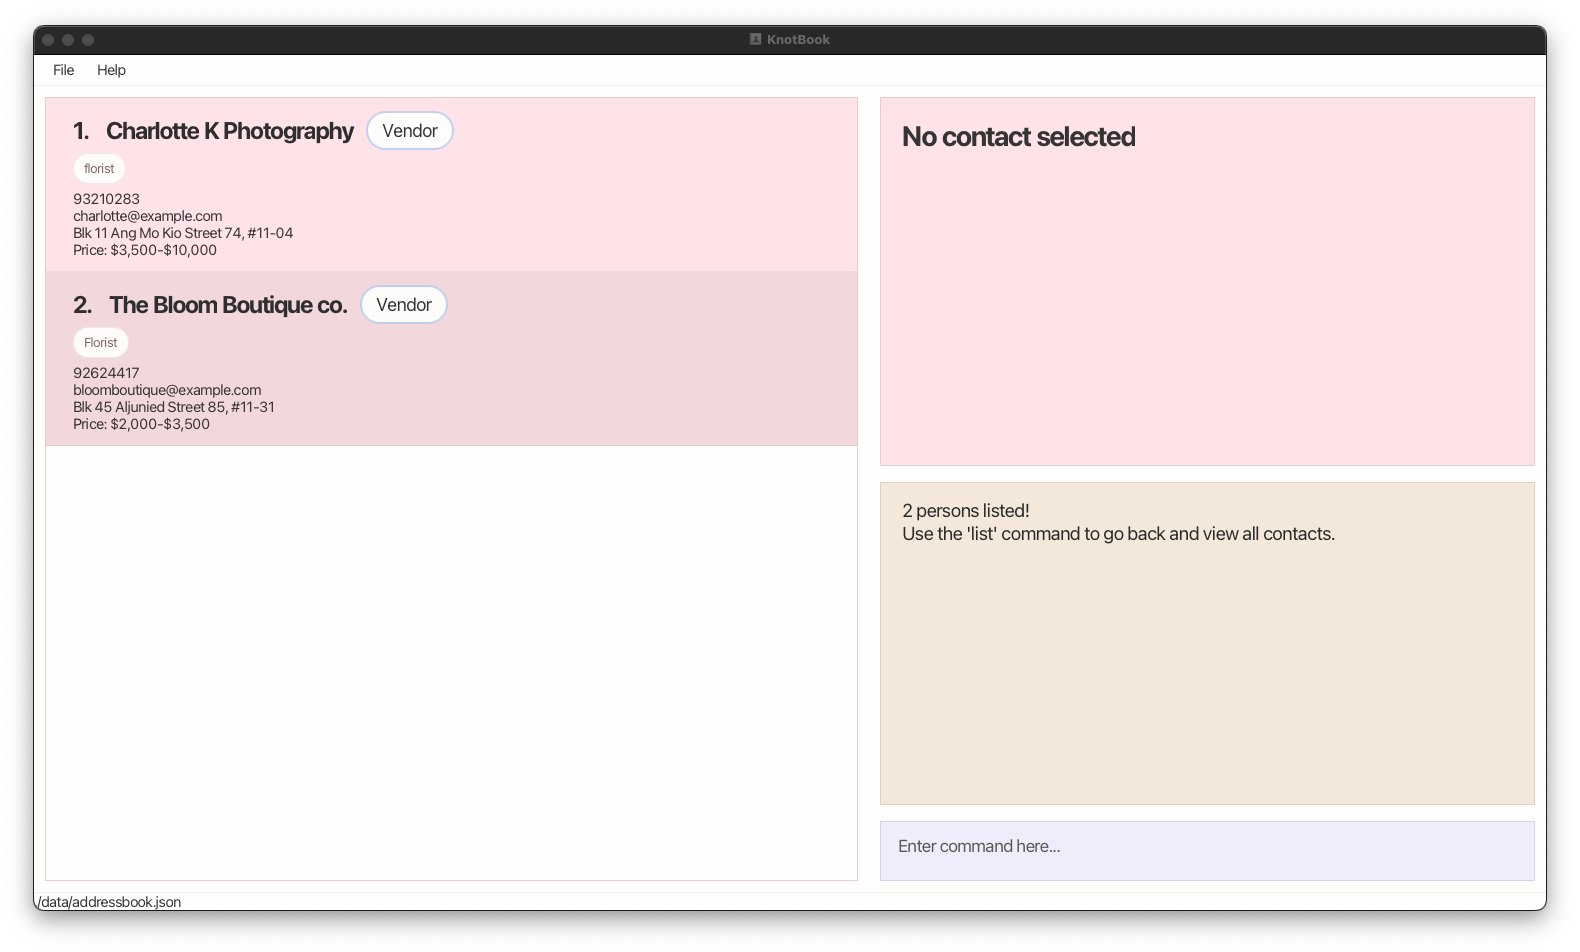 KnotBook
File Help
1. Charlotte K Photography Vendor
florist
93210283
charlotte@example.com
Blk 11 Ang Mo Kio Street 74, #11-04
Price: $3,500-$10,000
2. The Bloom Boutique co. Vendor
Florist
92624417
bloomboutique@example.com
Blk 45 Aljunied Street 85, #11-31
Price: $2,000-$3,500
No contact selected
2 persons listed!
Use the 'list' command to go back and view all contacts.
Enter command here...
/data/addressbook.json